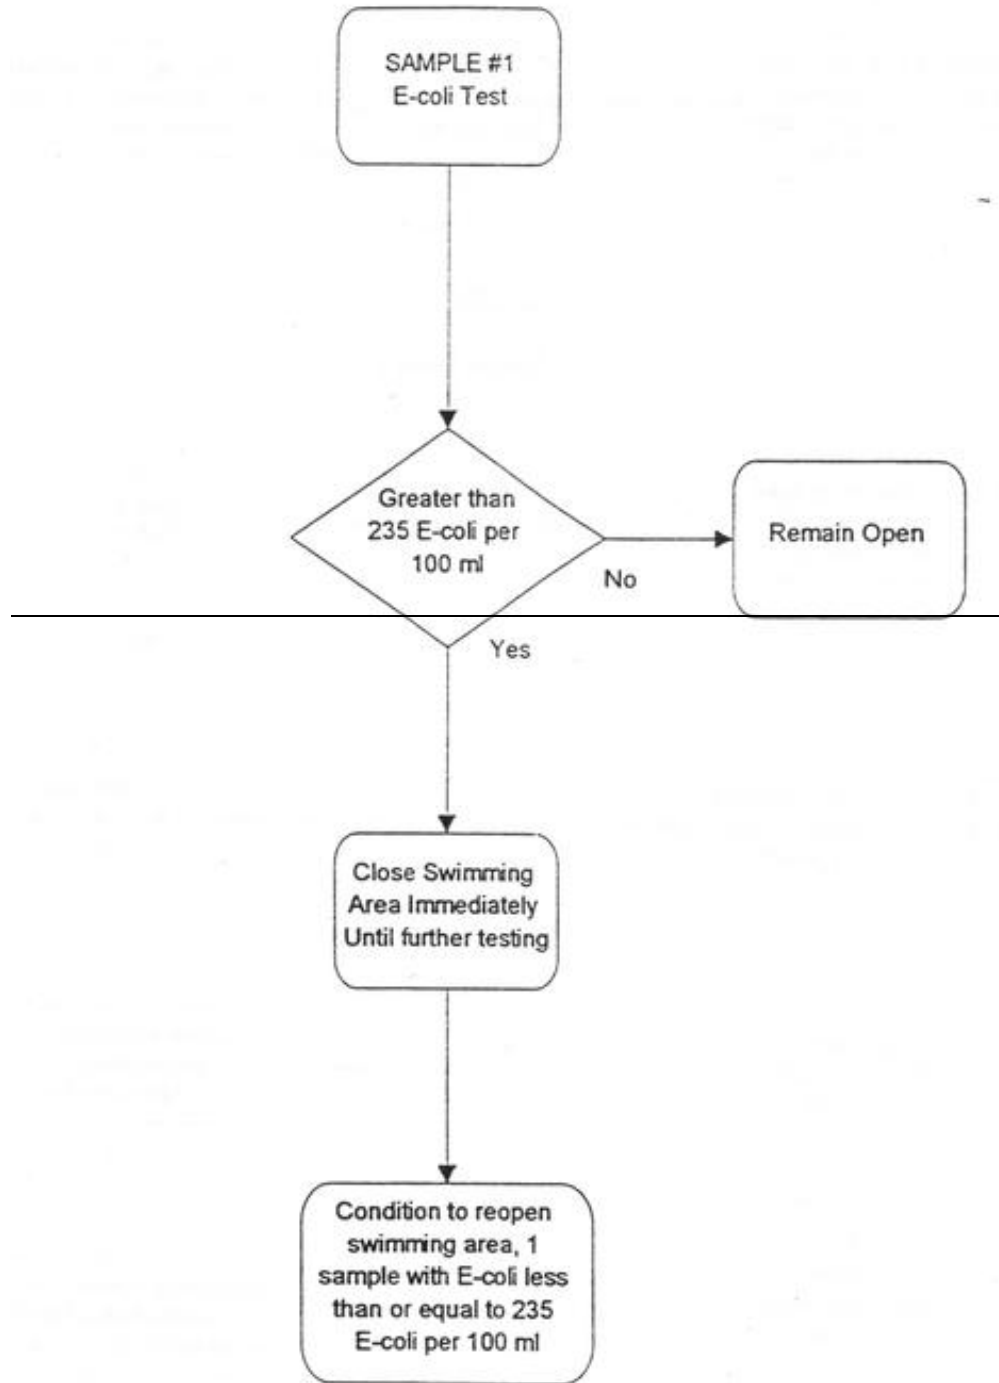 SAMPLE #1
E-coli Test
Greater than
235 E-coli per
100 ml
No
Remain Open
Yes
Close Swimming
Area Immediately
Until further testing
Condition to reopen
swimming area, 1
sample with E-coli less
than or equal to 235
E-coli per 100 ml